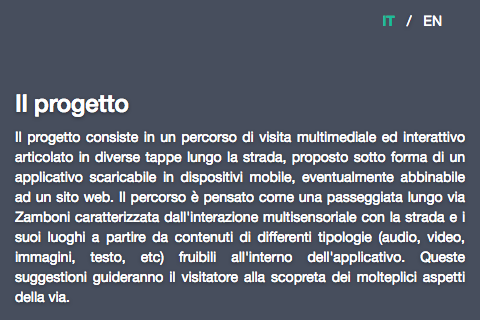 IT / EN
Il progetto
Il progetto consiste in un percorso di visita multimediale ed interattivo
articolato in diverse tappe lungo la strada, proposto sotto forma di un
applicativo scaricabile in dispositivi mobile, eventualmente abbinabile
ad un sito web. Il percorso è pensato come una passeggiata lungo via
Zamboni caratterizzata dall'interazione multisensoriale con la strada e i
suoi luoghi a partire da contenuti di differenti tipologie (audio, video,
immagini, testo, etc) fruibili all'interno dell'applicativo. Queste
suggestioni guideranno il visitatore alla scopreta dei molteplici aspetti
della via.